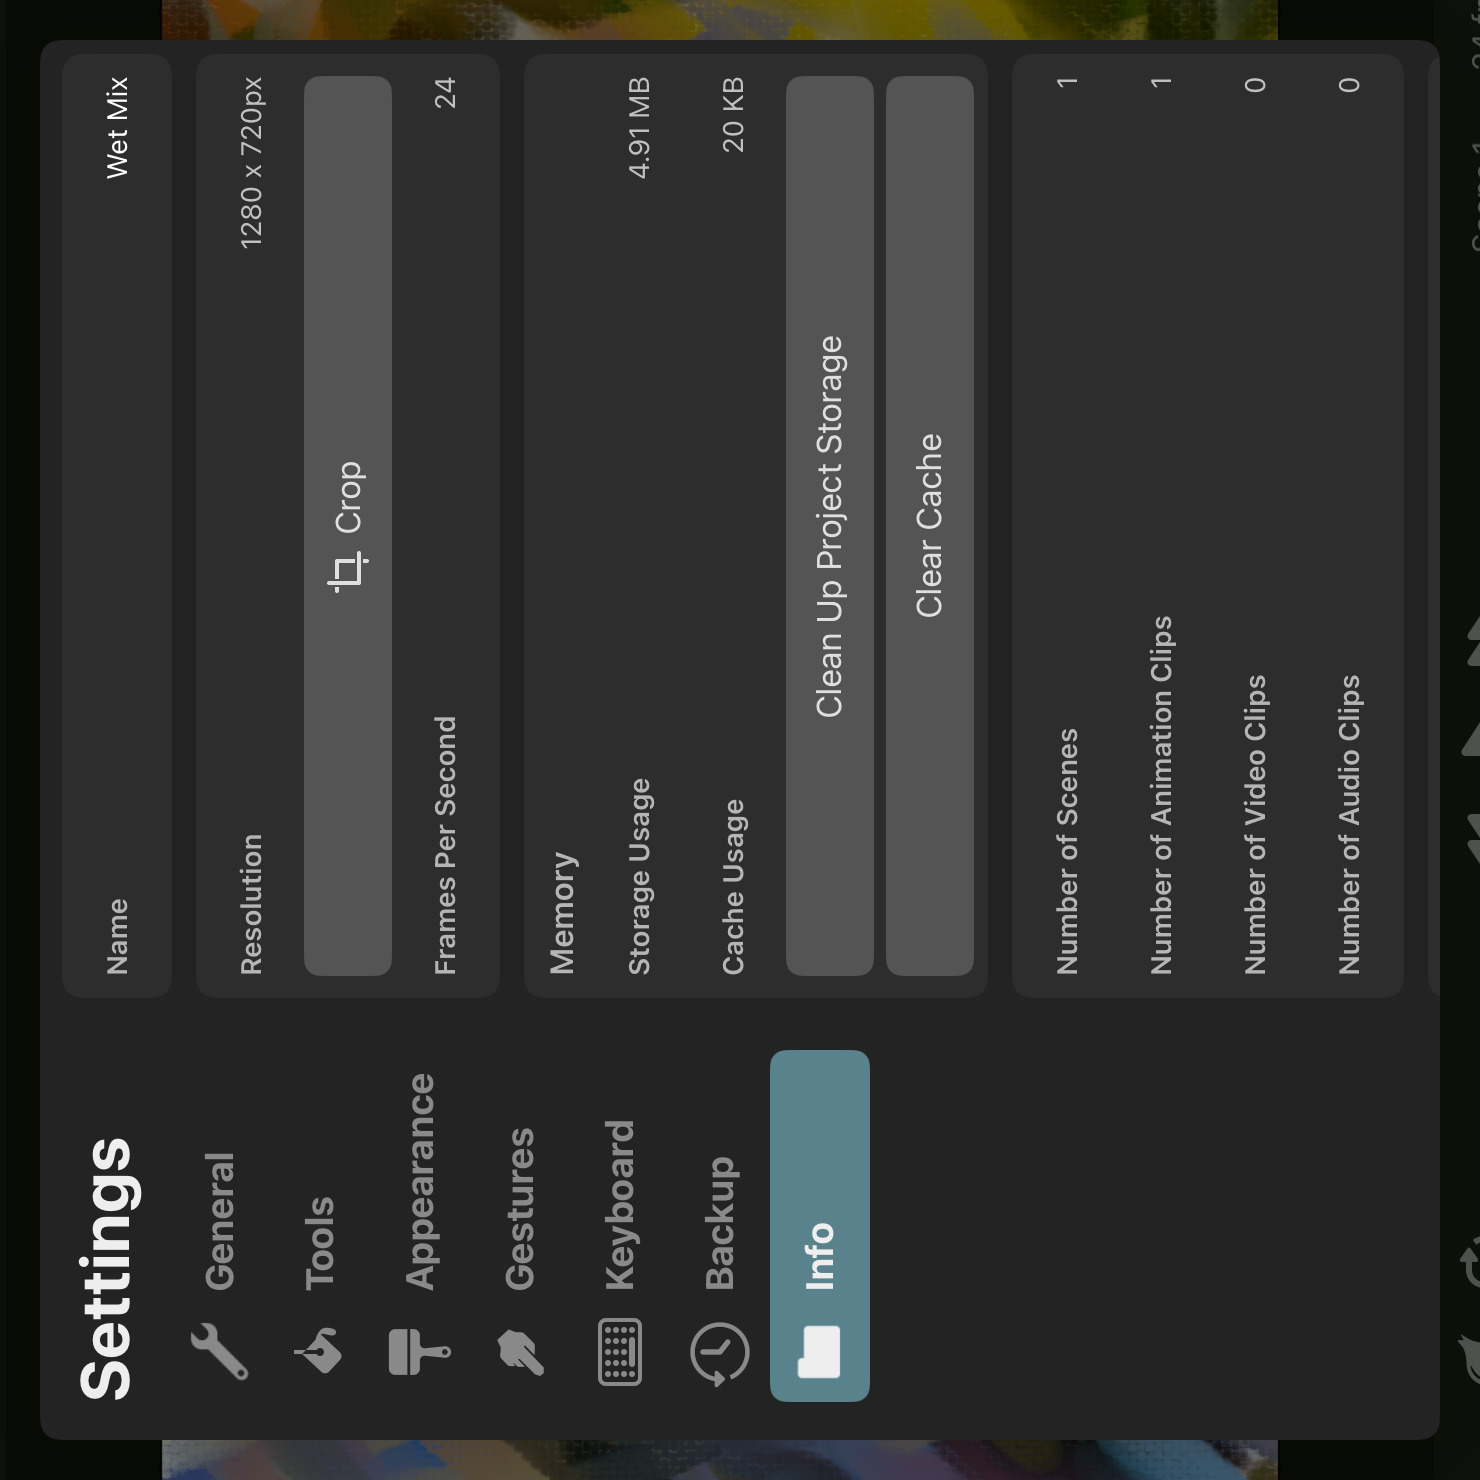 Settings
General
Tools
Appearance
Gestures
Keyboard
Backup
Info
Name Wet Mix
Resolution 1280 x 720px
Crop
Frames Per Second 24
Memory
Storage Usage 4.91 MB
Cache Usage 20 KB
Clean Up Project Storage
Clear Cache
Number of Scenes 1
Number of Animation Clips 1
Number of Video Clips 0
Number of Audio Clips 0